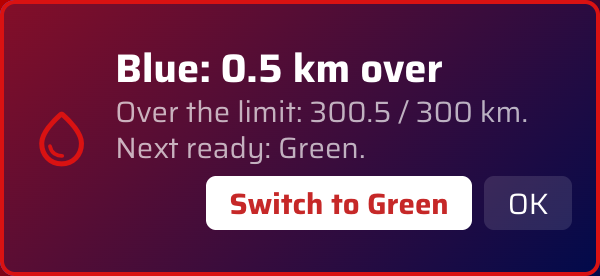 Blue: 0.5 km over
Over the limit: 300.5 / 300 km.
Next ready: Green.
Switch to Green
OK